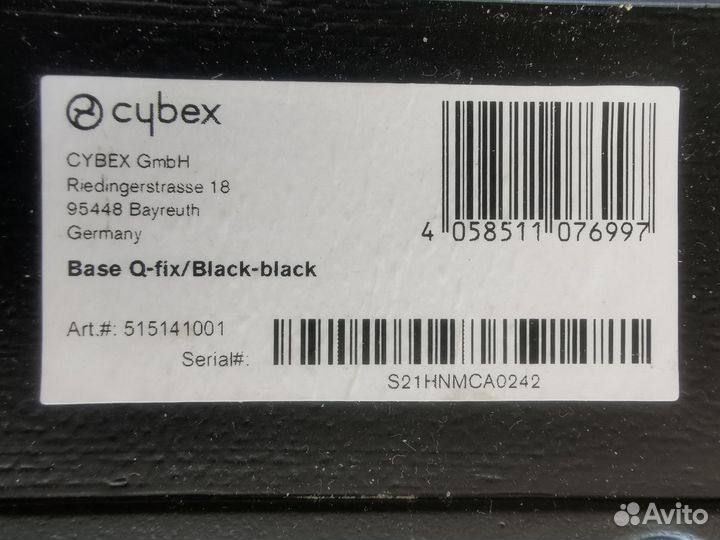 cybex
CYBEX GmbH
Riedingerstrasse 18
95448 Bayreuth
Germany
4 058511 076997
Base Q-fix/Black-black
Art.#: 515141001
Serial#:
S21HNMCA0242
Avito